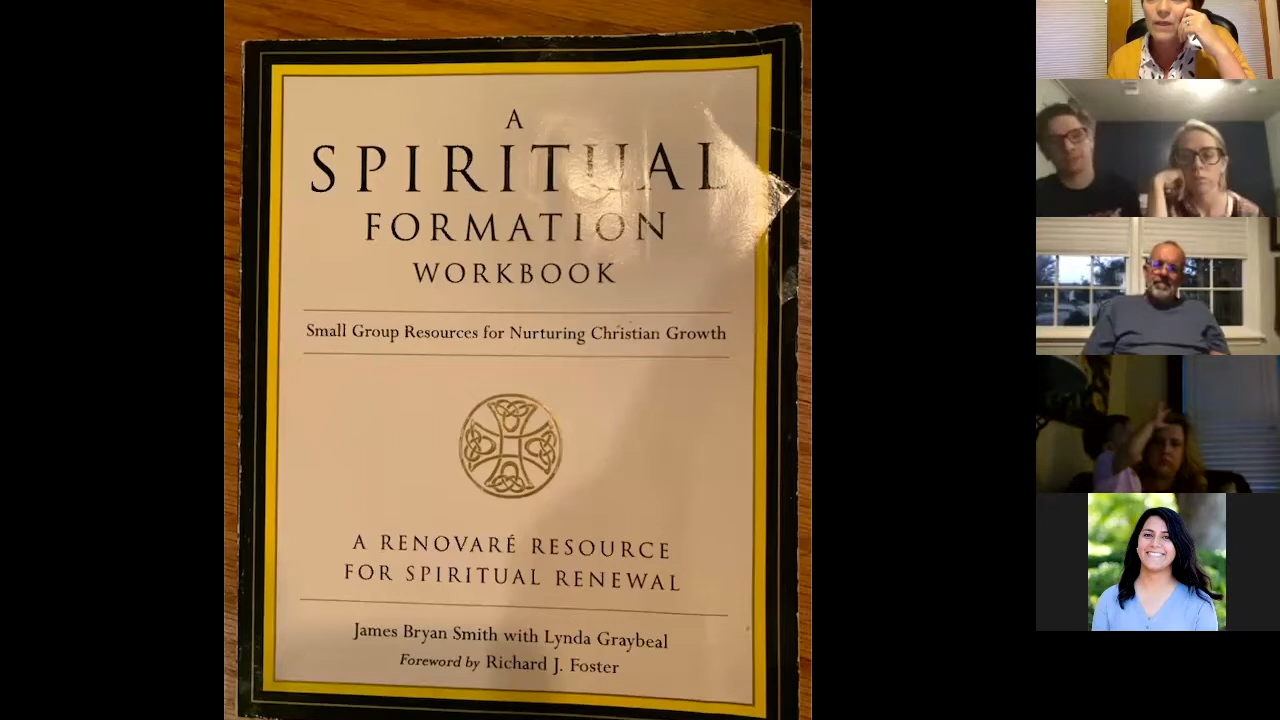 A
SPIRITUAL
FORMATION
WORKBOOK
Small Group Resources for Nurturing Christian Growth
A RENOVARÉ RESOURCE
FOR SPIRITUAL RENEWAL
James Bryan Smith with Lynda Graybeal
Foreword by Richard J. Foster